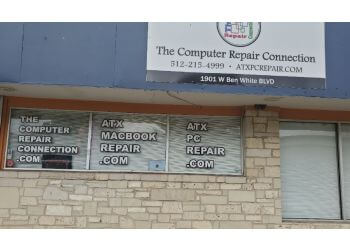 Repair
The Computer Repair Connection
512-215-4999 • ATXPCREPAIR.COM
1901 W Ben White BLVD
THE
COMPUTER
REPAIR
CONNECTION
.COM
ATX
MACBOOK
REPAIR
.COM
ATX
PC
REPAIR
.COM